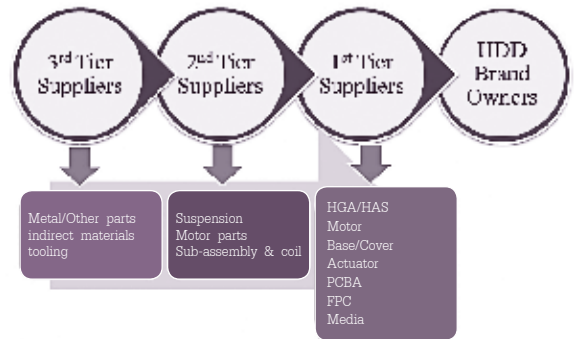 3rd Tier
Suppliers
2nd Tier
Suppliers
1st Tier
Suppliers
HDD
Brand
Owners
Metal/Other parts
indirect materials
tooling
Suspension
Motor parts
Sub-assembly & coil
HGA/HAS
Motor
Base/Cover
Actuator
PCBA
FPC
Media